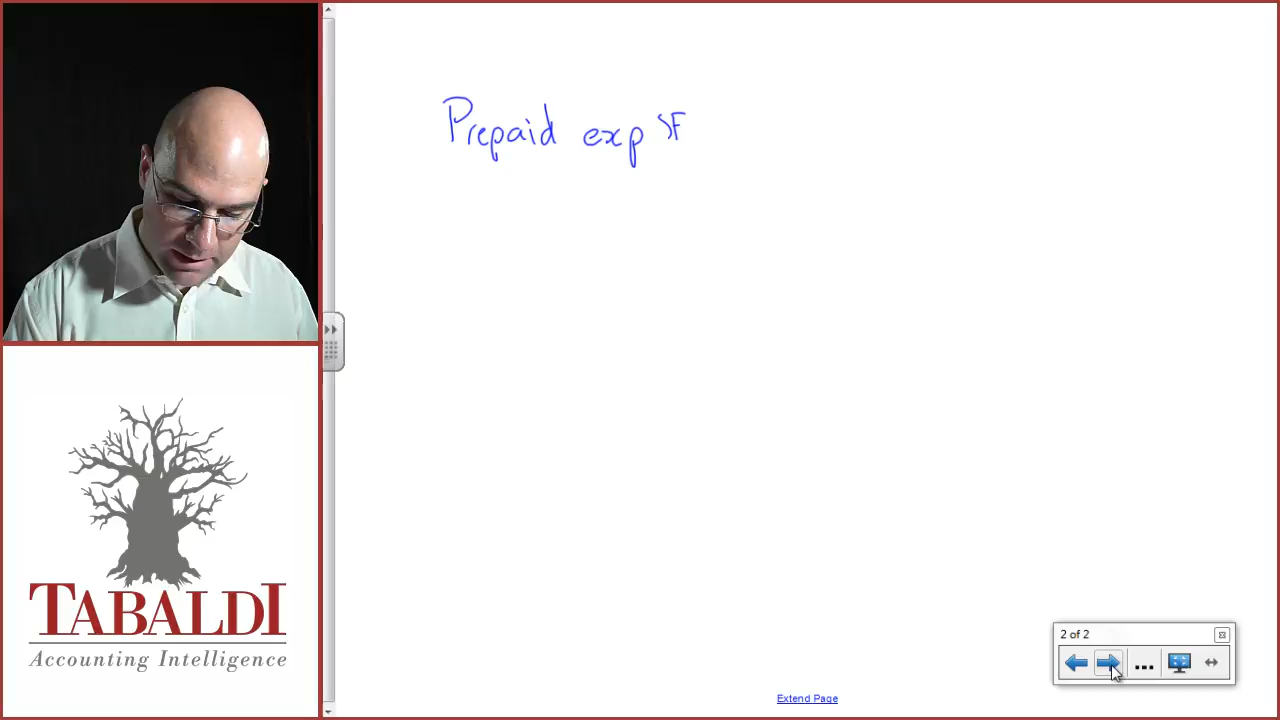 Prepaid exp SF
TABALDI
Accounting Intelligence
2 of 2
Extend Page